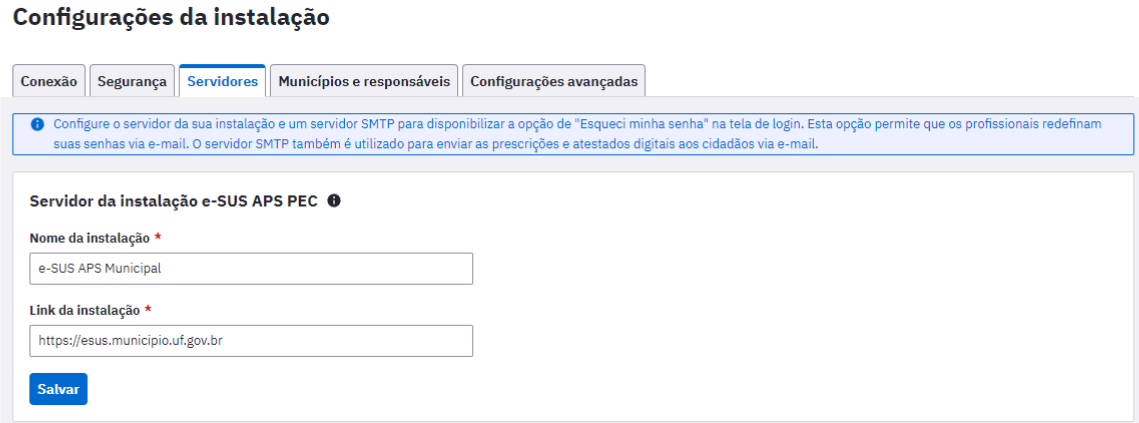 Configurações da instalação
Conexão Segurança Servidores Municípios e responsáveis Configurações avançadas
Configure o servidor da sua instalação e um servidor SMTP para disponibilizar a opção de "Esqueci minha senha" na tela de login. Esta opção permite que os profissionais redefinam
suas senhas via e-mail. O servidor SMTP também é utilizado para enviar as prescrições e atestados digitais aos cidadãos via e-mail.
Servidor da instalação e-SUS APS PEC
Nome da instalação *
e-SUS APS Municipal
Link da instalação *
https://esus.municipio.uf.gov.br
Salvar